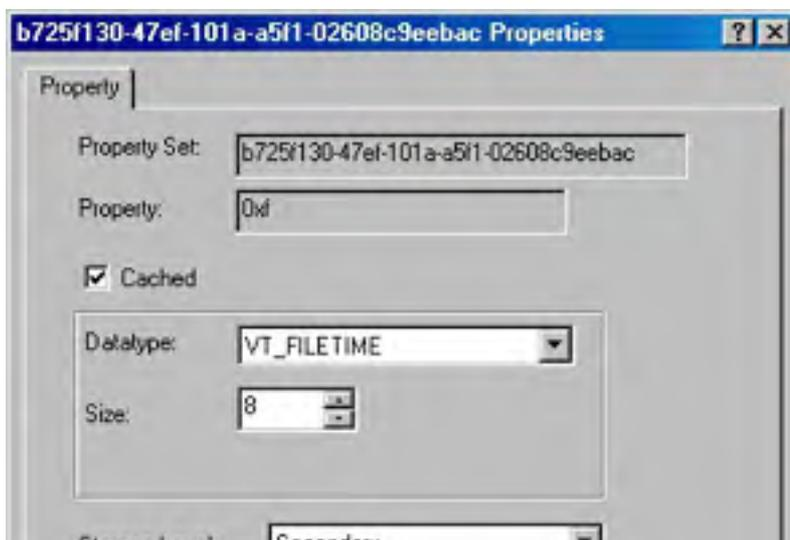 b725f130-47ef-101a-a5f1-02608c9eebac Properties
Property
Property Set: b725f130-47ef-101a-a5f1-02608c9eebac
Property: 0xf
Cached
Datatype: VT_FILETIME
Size: 8
Secondary